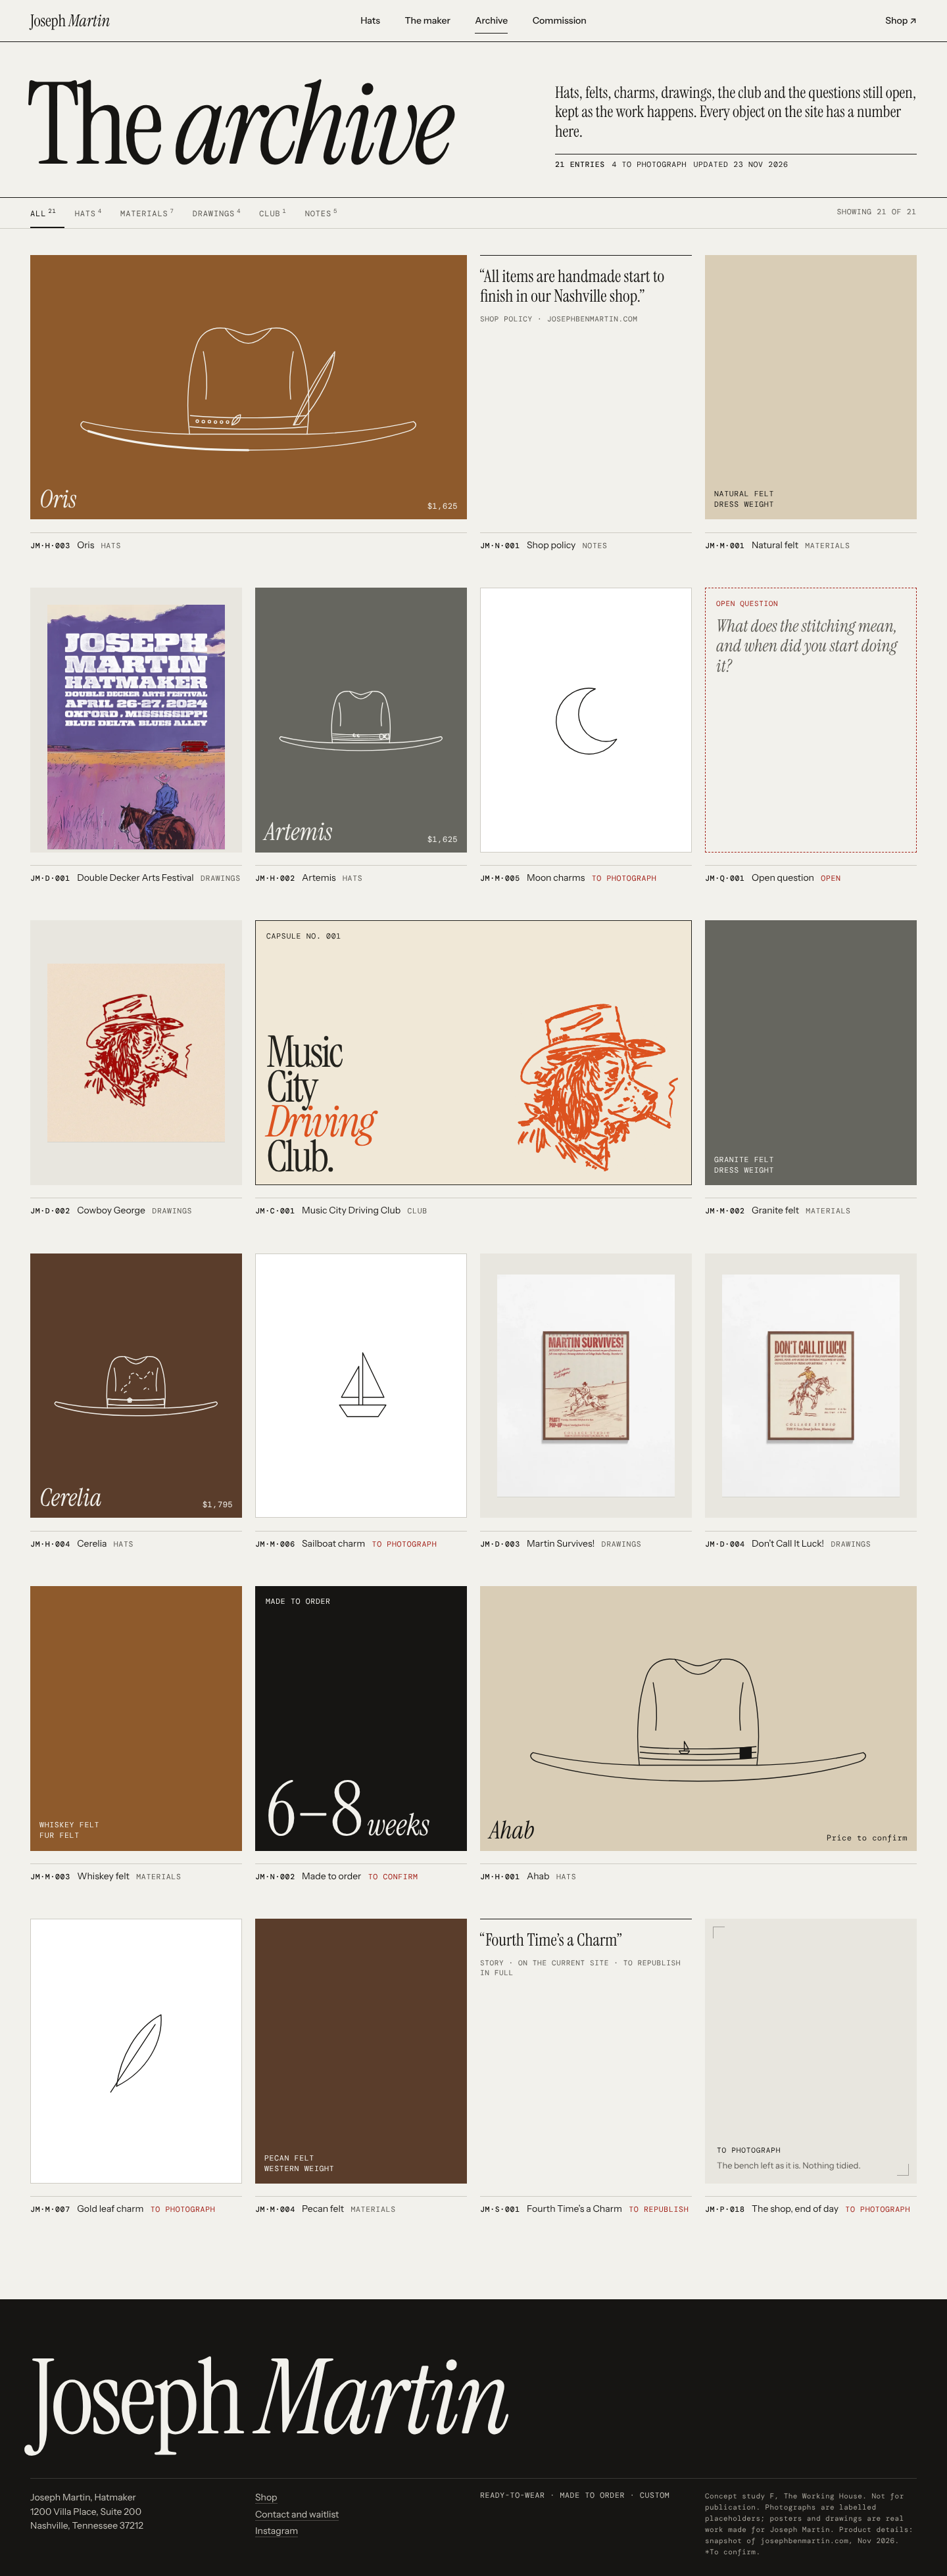 Joseph Martin
Hats
The maker
Archive
Commission
Shop ↗
The archive
Hats, felts, charms, drawings, the club and the questions still open,
kept as the work happens. Every object on the site has a number
here.
21 ENTRIES 4 TO PHOTOGRAPH UPDATED 23 NOV 2026
ALL 21
HATS 4
MATERIALS 7
DRAWINGS 4
CLUB 1
NOTES 5
SHOWING 21 OF 21
Oris
$1,625
JM·H·003 Oris HATS
“All items are handmade start to
finish in our Nashville shop.”
SHOP POLICY · JOSEPHBENMARTIN.COM
JM·N·001 Shop policy NOTES
NATURAL FELT
DRESS WEIGHT
JM·M·001 Natural felt MATERIALS
JOSEPH
MARTIN
HATMAKER
DOUBLE DECKER ARTS FESTIVAL
APRIL 26-27, 2024
OXFORD, MISSISSIPPI
BLUE DELTA BLUES ALLEY
JM·D·001 Double Decker Arts Festival DRAWINGS
Artemis
$1,625
JM·H·002 Artemis HATS
JM·M·005 Moon charms TO PHOTOGRAPH
OPEN QUESTION
What does the stitching mean,
and when did you start doing
it?
JM·Q·001 Open question OPEN
JM·D·002 Cowboy George DRAWINGS
CAPSULE NO. 001
Music
City
Driving
Club.
JM·C·001 Music City Driving Club CLUB
GRANITE FELT
DRESS WEIGHT
JM·M·002 Granite felt MATERIALS
Cerelia
$1,795
JM·H·004 Cerelia HATS
JM·M·006 Sailboat charm TO PHOTOGRAPH
MARTIN SURVIVES!
JM·D·003 Martin Survives! DRAWINGS
DON'T CALL IT LUCK!
COLLAGE STUDIO
JM·D·004 Don't Call It Luck! DRAWINGS
WHISKEY FELT
FUR FELT
JM·M·003 Whiskey felt MATERIALS
MADE TO ORDER
6–8 weeks
JM·N·002 Made to order TO CONFIRM
Ahab
Price to confirm
JM·H·001 Ahab HATS
JM·M·007 Gold leaf charm TO PHOTOGRAPH
PECAN FELT
WESTERN WEIGHT
JM·M·004 Pecan felt MATERIALS
“Fourth Time’s a Charm”
STORY · ON THE CURRENT SITE · TO REPUBLISH
IN FULL
JM·S·001 Fourth Time's a Charm TO REPUBLISH
TO PHOTOGRAPH
The bench left as it is. Nothing tidied.
JM·P·018 The shop, end of day TO PHOTOGRAPH
Joseph Martin
Joseph Martin, Hatmaker
1200 Villa Place, Suite 200
Nashville, Tennessee 37212
Shop
Contact and waitlist
Instagram
READY-TO-WEAR · MADE TO ORDER · CUSTOM
Concept study F, The Working House. Not for
publication. Photographs are labelled
placeholders; posters and drawings are real
work made for Joseph Martin. Product details:
snapshot of josephbenmartin.com, Nov 2026.
+To confirm.